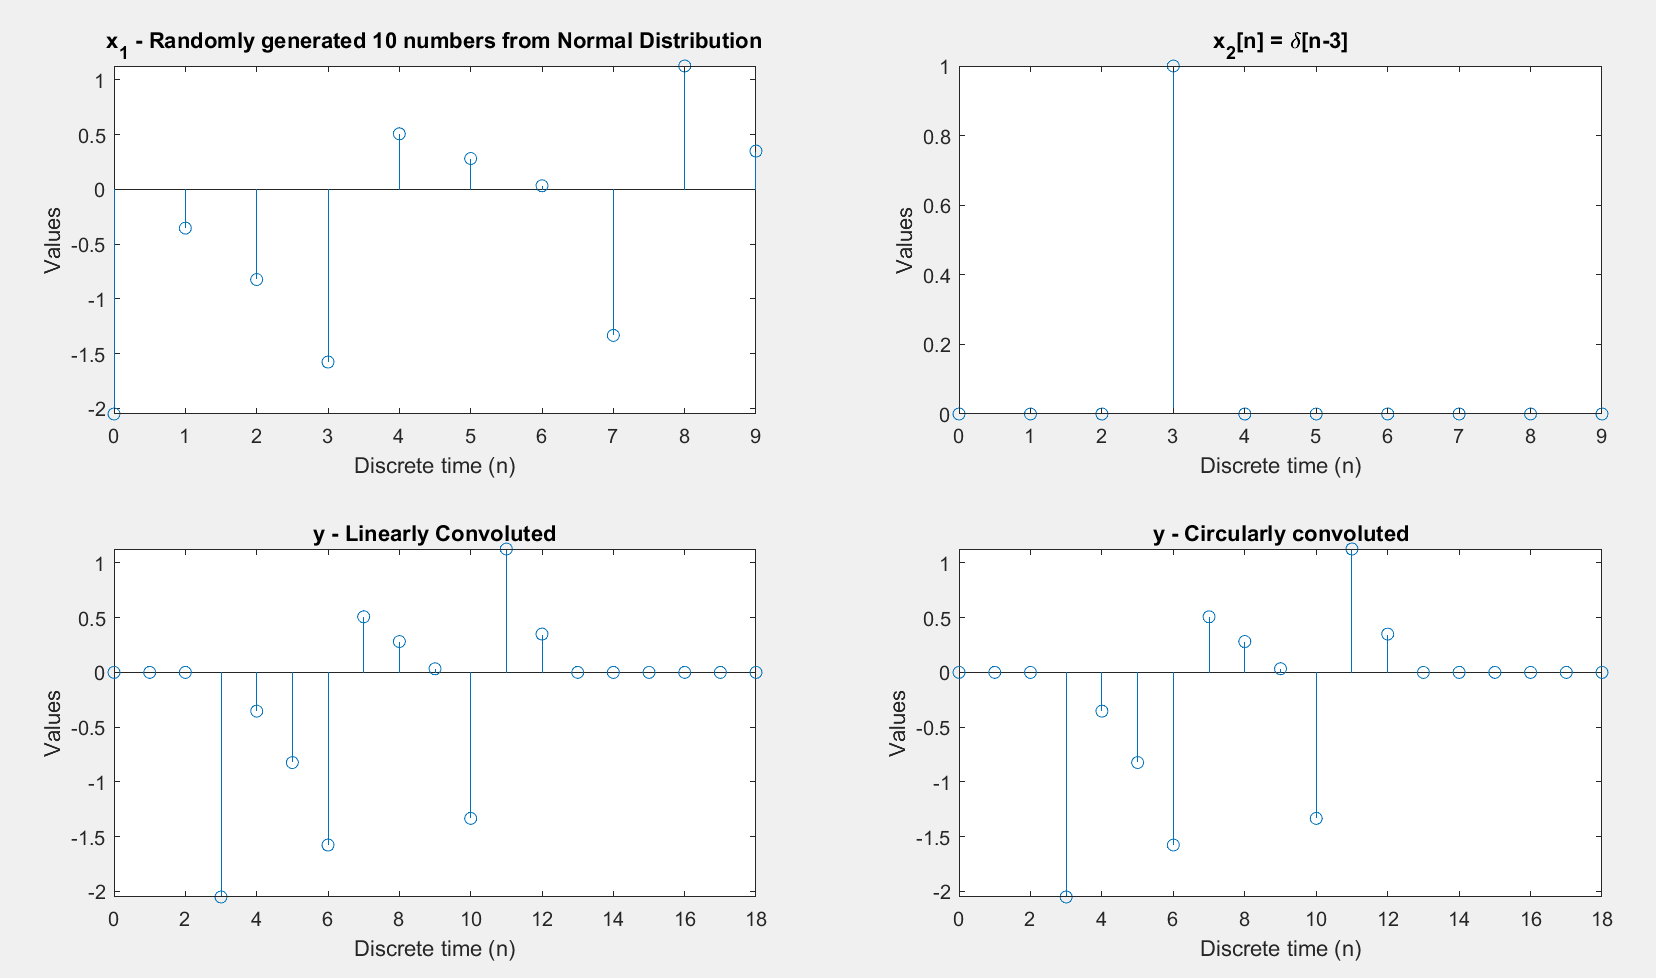 x1 - Randomly generated 10 numbers from Normal Distribution
1
0.5
0
-0.5
-1
-1.5
-2
Values
0 1 2 3 4 5 6 7 8 9
Discrete time (n)
x2[n] = δ[n-3]
1
0.8
0.6
0.4
0.2
0
Values
0 1 2 3 4 5 6 7 8 9
Discrete time (n)
y - Linearly Convoluted
1
0.5
0
-0.5
-1
-1.5
-2
Values
0 2 4 6 8 10 12 14 16 18
Discrete time (n)
y - Circularly convoluted
1
0.5
0
-0.5
-1
-1.5
-2
Values
0 2 4 6 8 10 12 14 16 18
Discrete time (n)